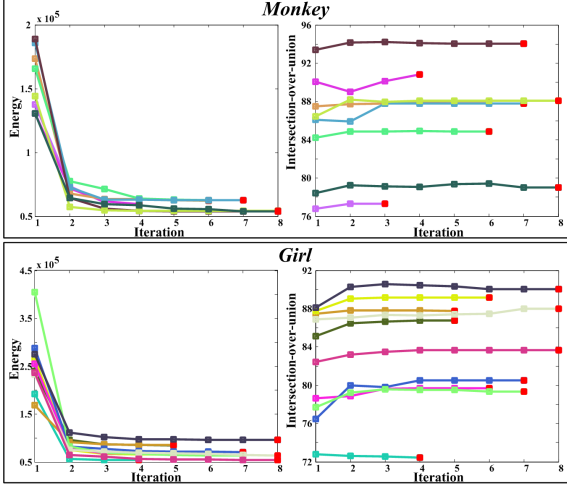 Monkey
2 x 10^5
1.5
1
0.5
Energy
1 2 3 4 5 6 7 8
Iteration
96
92
88
84
79
76
Intersection-over-union
1 2 3 4 5 6 7 8
Iteration
Girl
4.5 x 10^5
3.5
2.5
1.5
0.5
Energy
1 2 3 4 5 6 7 8
Iteration
92
88
84
80
76
72
Intersection-over-union
1 2 3 4 5 6 7 8
Iteration